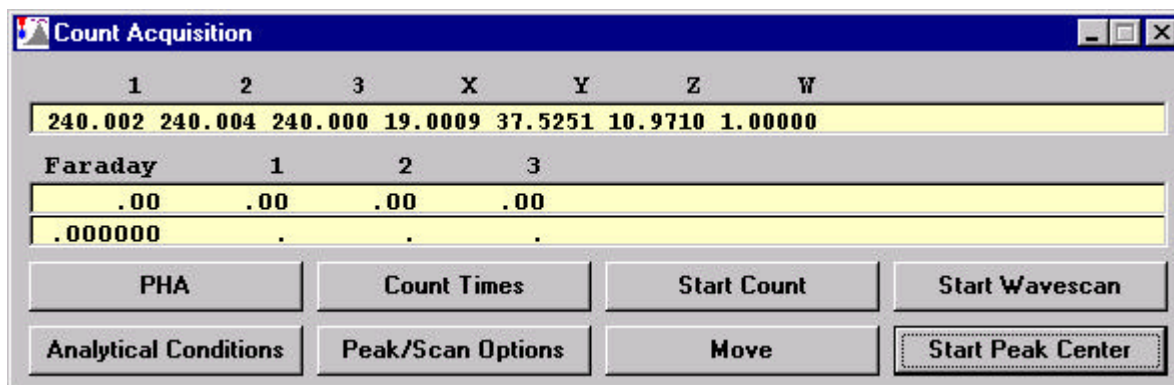 Count Acquisition
1 2 3 X Y Z W
240.002 240.004 240.000 19.0009 37.5251 10.9710 1.00000
Faraday 1 2 3
.00 .00 .00 .00
.000000 . . .
PHA Count Times Start Count Start Wavescan
Analytical Conditions Peak/Scan Options Move Start Peak Center